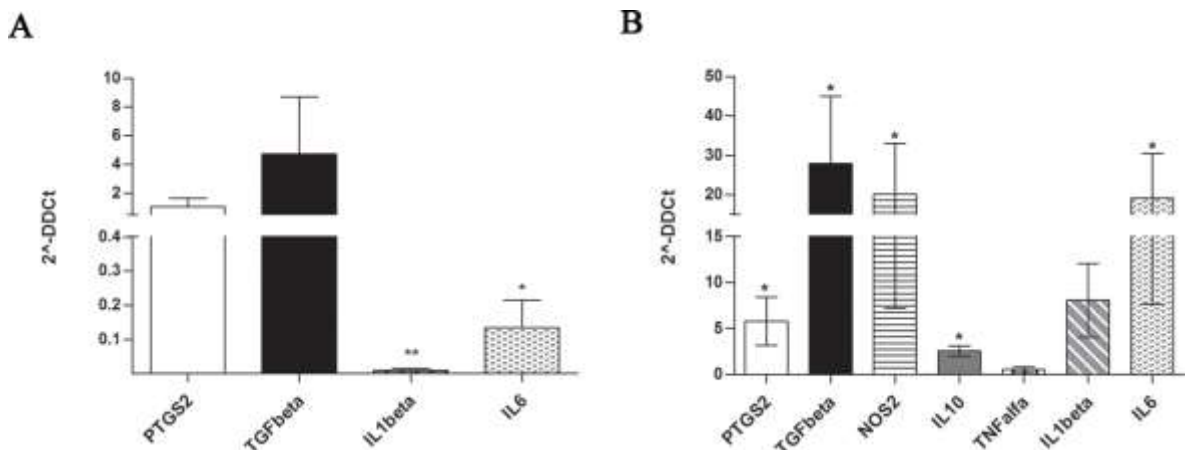 A
B
2^-DDCt
10
8
6
4
2
0.4
0.3
0.2
0.1
*
**
PTGS2
TGFbeta
IL1beta
IL6
2^-DDCt
50
40
30
20
15
10
5
0
*
*
*
*
*
PTGS2
TGFbeta
NOS2
IL10
TNFalfa
IL1beta
IL6